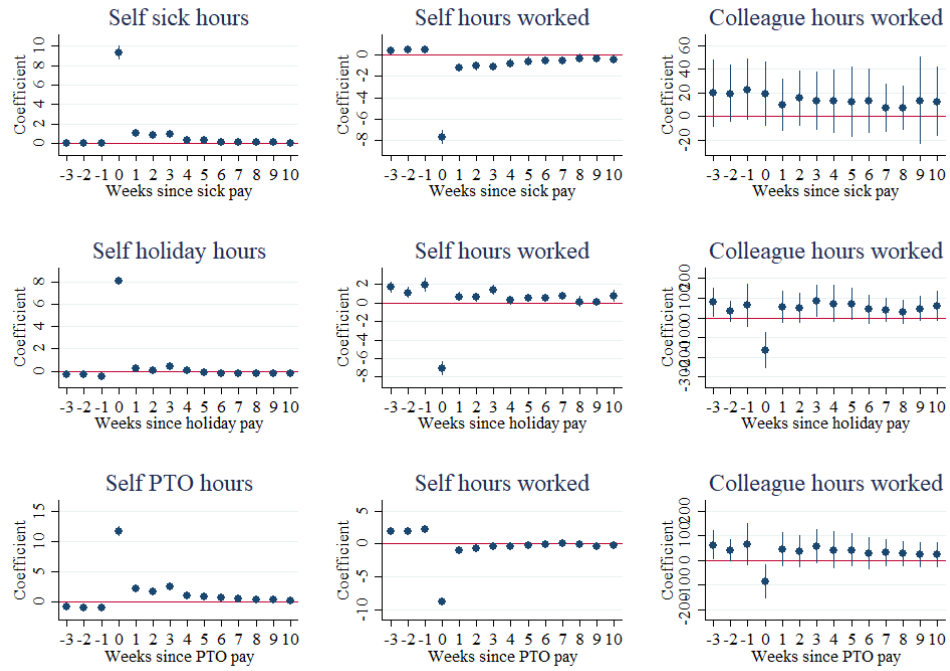 Self sick hours
Coefficient
0 2 4 6 8 10
-3 -2 -1 0 1 2 3 4 5 6 7 8 9 10
Weeks since sick pay
Self hours worked
Coefficient
-8 -6 -4 -2 0
-3 -2 -1 0 1 2 3 4 5 6 7 8 9 10
Weeks since sick pay
Colleague hours worked
Coefficient
-20 0 20 40 60
-3 -2 -1 0 1 2 3 4 5 6 7 8 9 10
Weeks since sick pay
Self holiday hours
Coefficient
0 2 4 6 8
-3 -2 -1 0 1 2 3 4 5 6 7 8 9 10
Weeks since holiday pay
Self hours worked
Coefficient
-8 -6 -4 -2 0 2
-3 -2 -1 0 1 2 3 4 5 6 7 8 9 10
Weeks since holiday pay
Colleague hours worked
Coefficient
-300 -200 -100 0 100 200
-3 -2 -1 0 1 2 3 4 5 6 7 8 9 10
Weeks since holiday pay
Self PTO hours
Coefficient
0 5 10 15
-3 -2 -1 0 1 2 3 4 5 6 7 8 9 10
Weeks since PTO pay
Self hours worked
Coefficient
-10 -5 0 5
-3 -2 -1 0 1 2 3 4 5 6 7 8 9 10
Weeks since PTO pay
Colleague hours worked
Coefficient
-200 -100 0 100 200
-3 -2 -1 0 1 2 3 4 5 6 7 8 9 10
Weeks since PTO pay